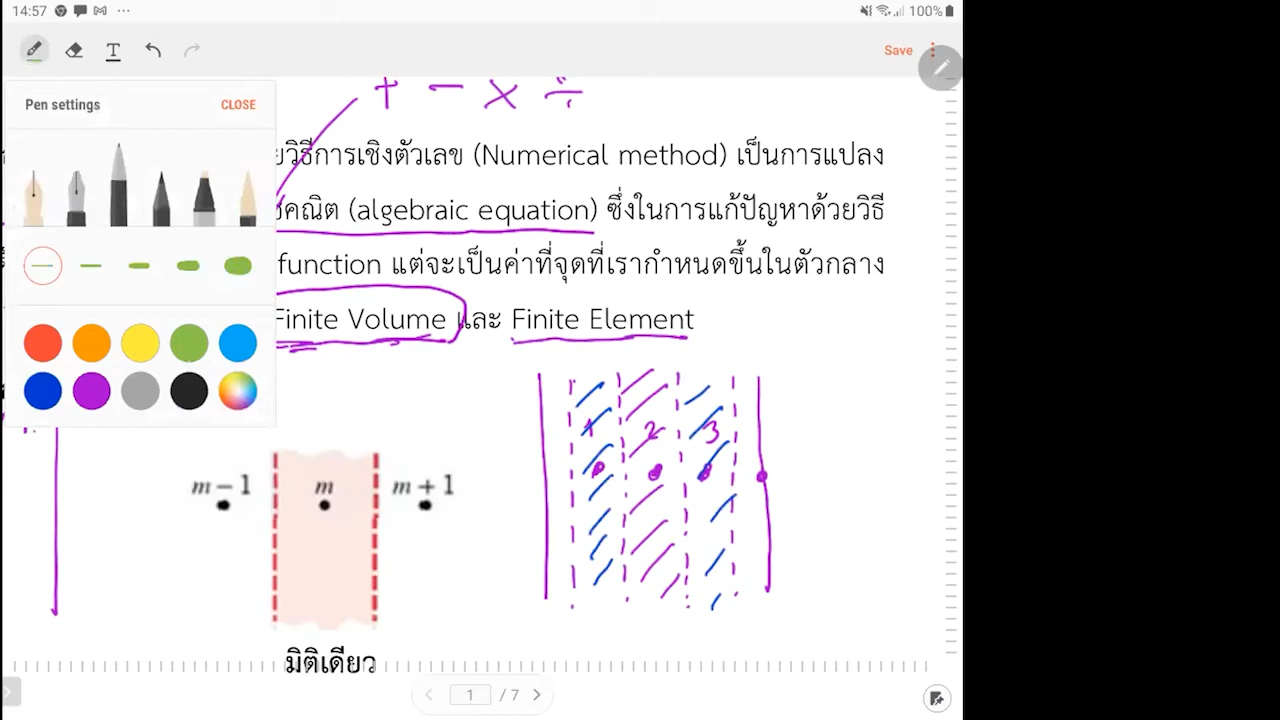 14:57
100%
Save
Pen settings
CLOSE
+ − × ÷
วิธีการเชิงตัวเลข (Numerical method) เป็นการแปลง
คณิต (algebraic equation) ซึ่งในการแก้ปัญหาด้วยวิธี
function แต่จะเป็นค่าที่จุดที่เรากำหนดขึ้นในตัวกลาง
Finite Volume และ Finite Element
1 2 3
m − 1 m m + 1
มิติเดียว
1 / 7